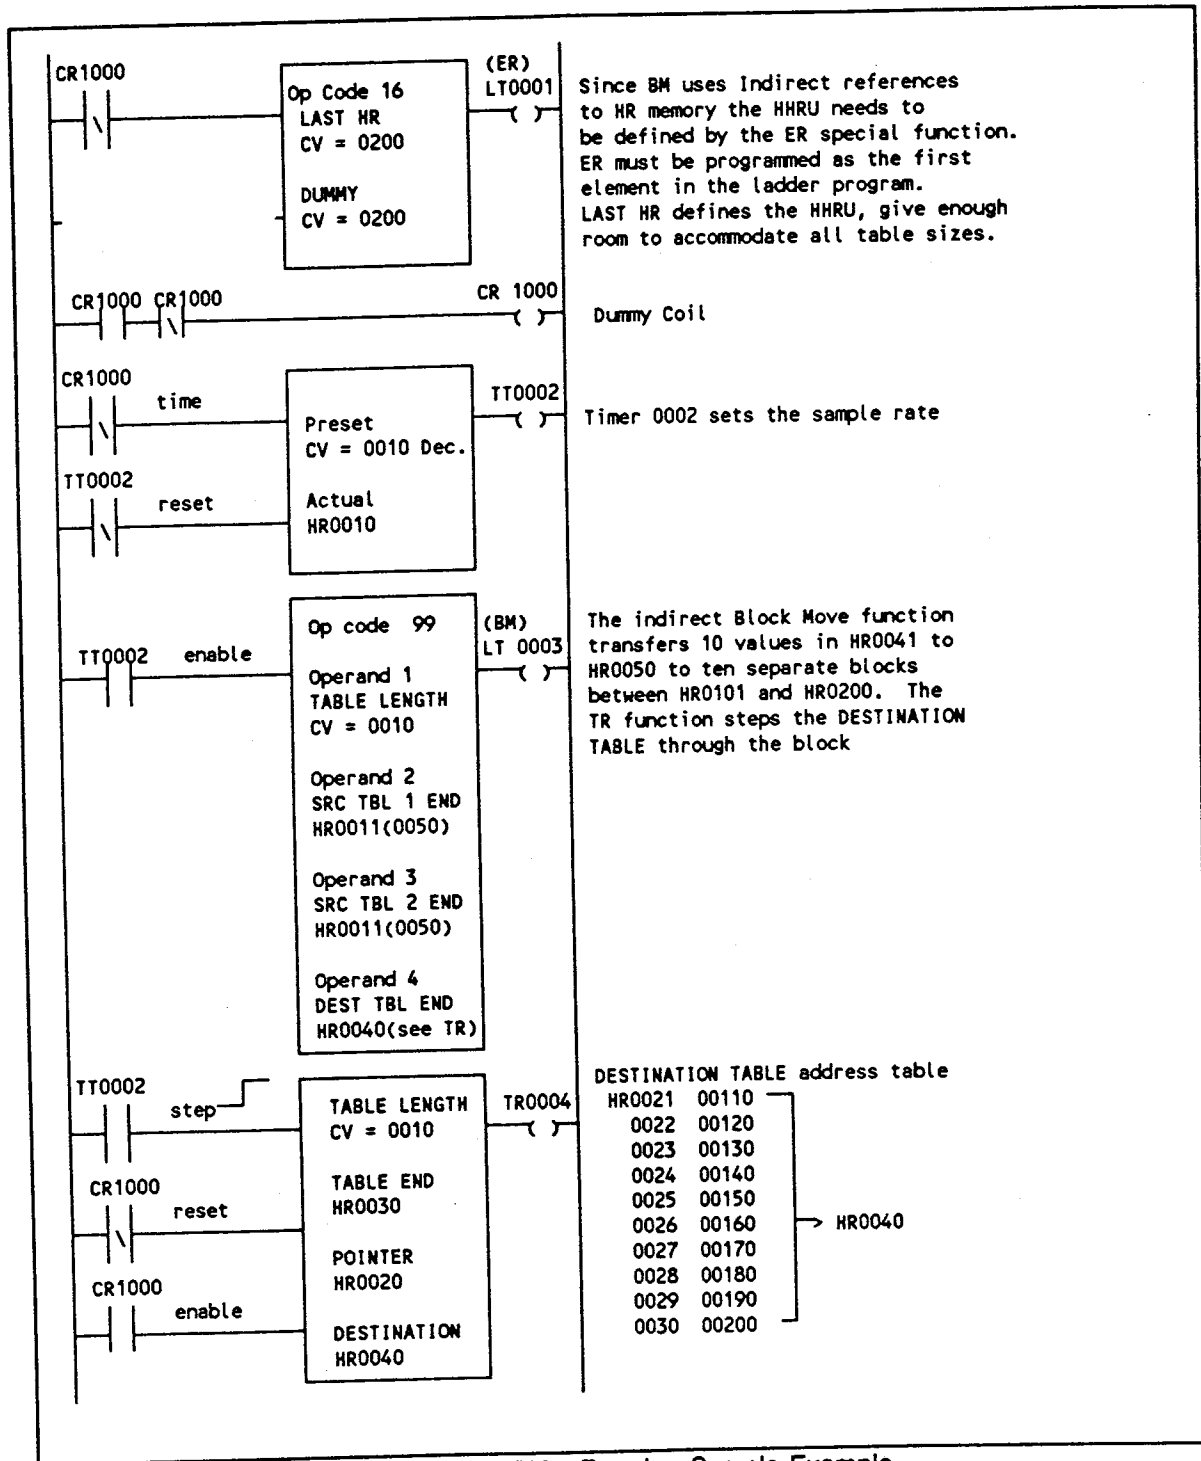 CR1000
Op Code 16
LAST HR
CV = 0200
DUMMY
CV = 0200
(ER)
LT0001
Since BM uses Indirect references
to HR memory the HHRU needs to
be defined by the ER special function.
ER must be programmed as the first
element in the ladder program.
LAST HR defines the HHRU, give enough
room to accommodate all table sizes.
CR1000 CR1000
CR 1000
Dummy Coil
CR1000
time
TT0002
reset
Preset
CV = 0010 Dec.
Actual
HR0010
TT0002
Timer 0002 sets the sample rate
TT0002 enable
Op code 99
Operand 1
TABLE LENGTH
CV = 0010
Operand 2
SRC TBL 1 END
HR0011(0050)
Operand 3
SRC TBL 2 END
HR0011(0050)
Operand 4
DEST TBL END
HR0040(see TR)
(BM)
LT 0003
The indirect Block Move function
transfers 10 values in HR0041 to
HR0050 to ten separate blocks
between HR0101 and HR0200. The
TR function steps the DESTINATION
TABLE through the block
TT0002
step
CR1000
reset
CR1000
enable
TABLE LENGTH
CV = 0010
TABLE END
HR0030
POINTER
HR0020
DESTINATION
HR0040
TR0004
DESTINATION TABLE address table
HR0021 00110
0022 00120
0023 00130
0024 00140
0025 00150
0026 00160
0027 00170
0028 00180
0029 00190
0030 00200
HR0040
Example